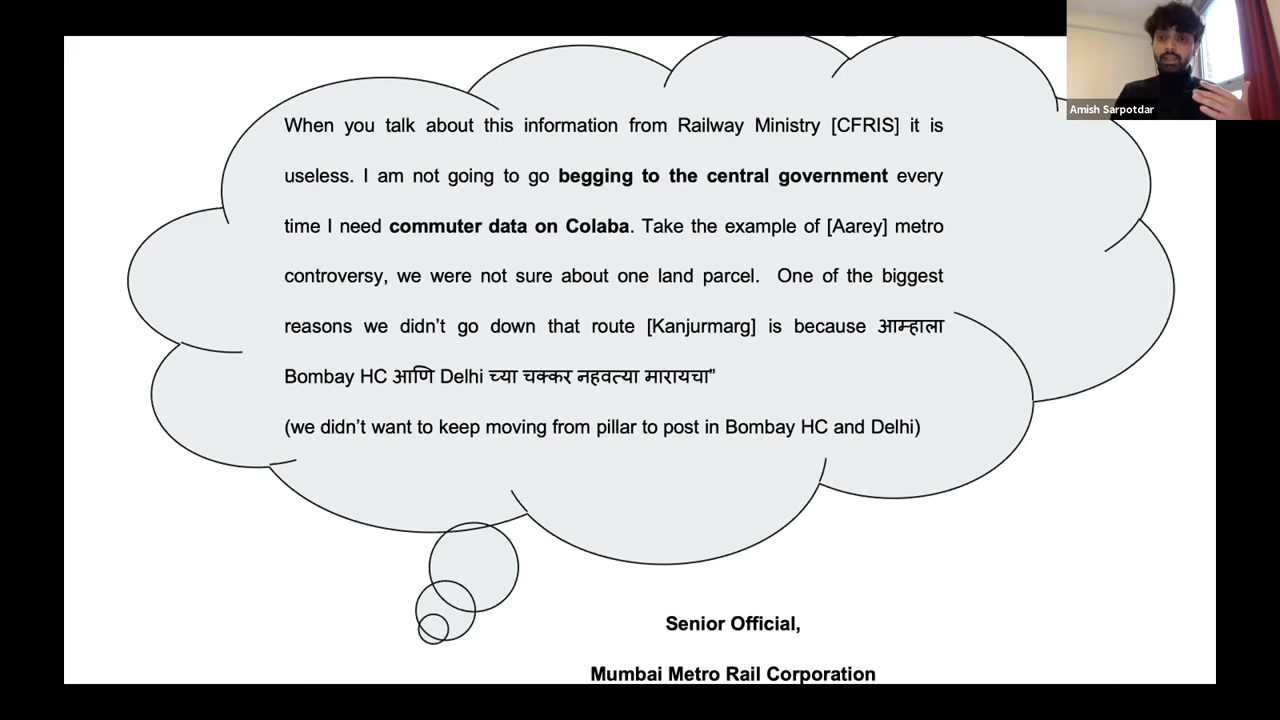 Amish Sarpotdar
When you talk about this information from Railway Ministry [CFRIS] it is
useless. I am not going to go begging to the central government every
time I need commuter data on Colaba. Take the example of [Aarey] metro
controversy, we were not sure about one land parcel. One of the biggest
reasons we didn't go down that route [Kanjurmarg] is because आम्हाला
Bombay HC आणि Delhi च्या चक्कर नहवत्या मारायचा”
(we didn't want to keep moving from pillar to post in Bombay HC and Delhi)
Senior Official,
Mumbai Metro Rail Corporation